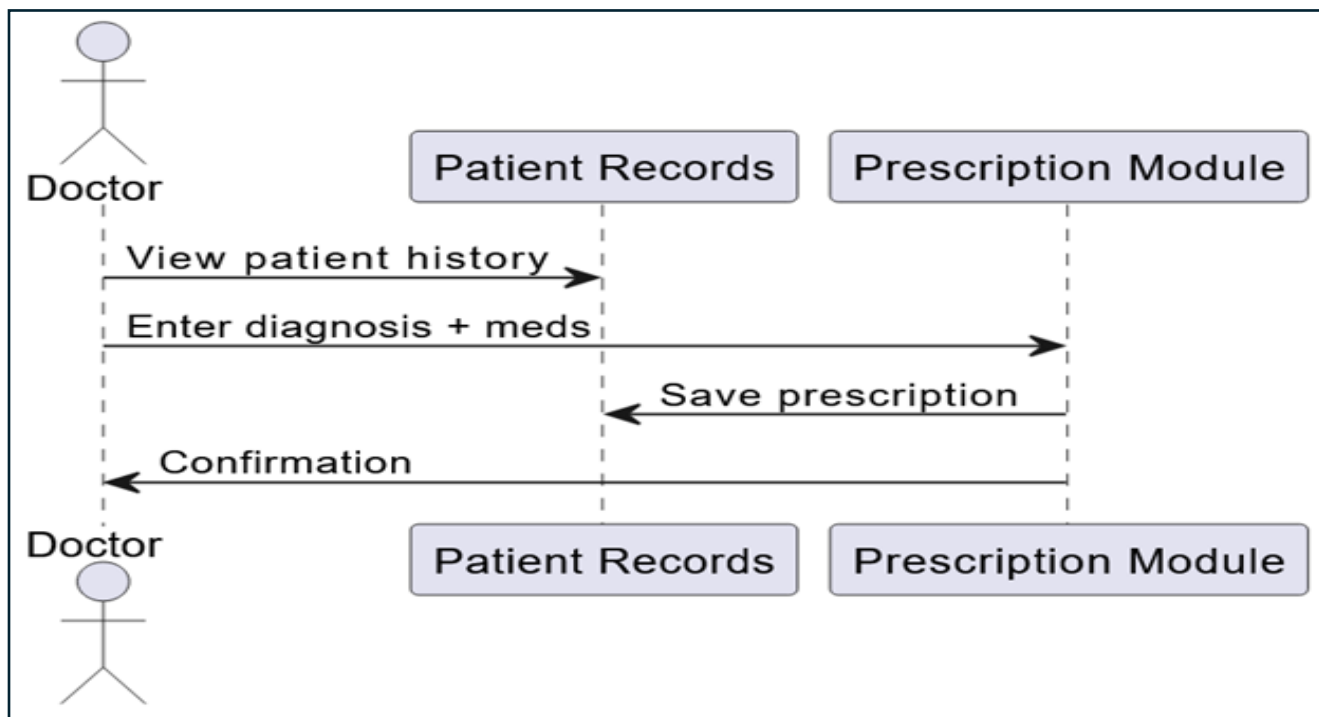 Doctor
Patient Records
Prescription Module
View patient history
Enter diagnosis + meds
Save prescription
Confirmation
Doctor
Patient Records
Prescription Module